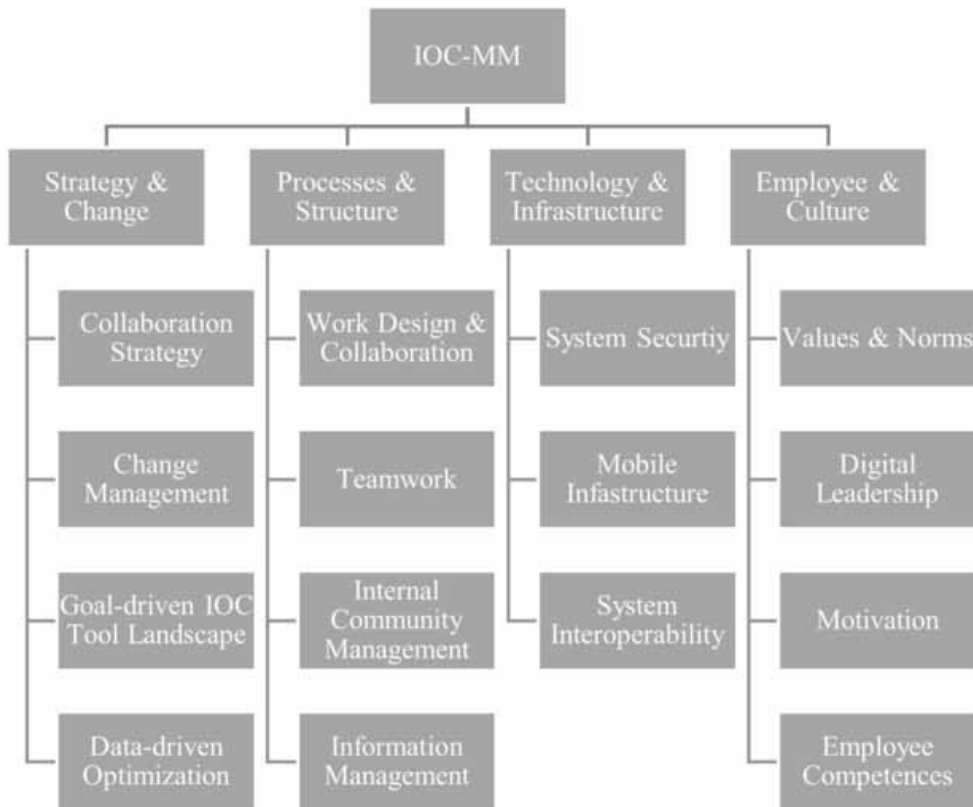 IOC-MM
Strategy &
Change
Processes &
Structure
Technology &
Infrastructure
Employee &
Culture
Collaboration
Strategy
Work Design &
Collaboration
System Securtiy
Values & Norms
Change
Management
Teamwork
Mobile
Infastructure
Digital
Leadership
Goal-driven IOC
Tool Landscape
Internal
Community
Management
System
Interoperability
Motivation
Data-driven
Optimization
Information
Management
Employee
Competences